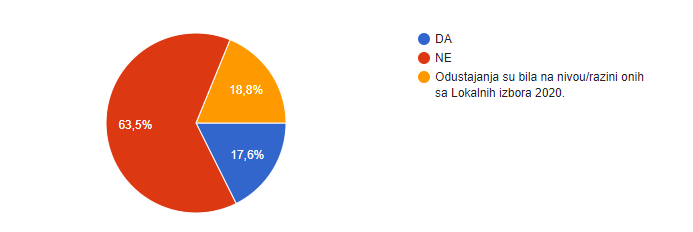 DA
NE
Odustajanja su bila na nivou/razini onih
sa Lokalnih izbora 2020.
18,8%
63,5%
17,6%